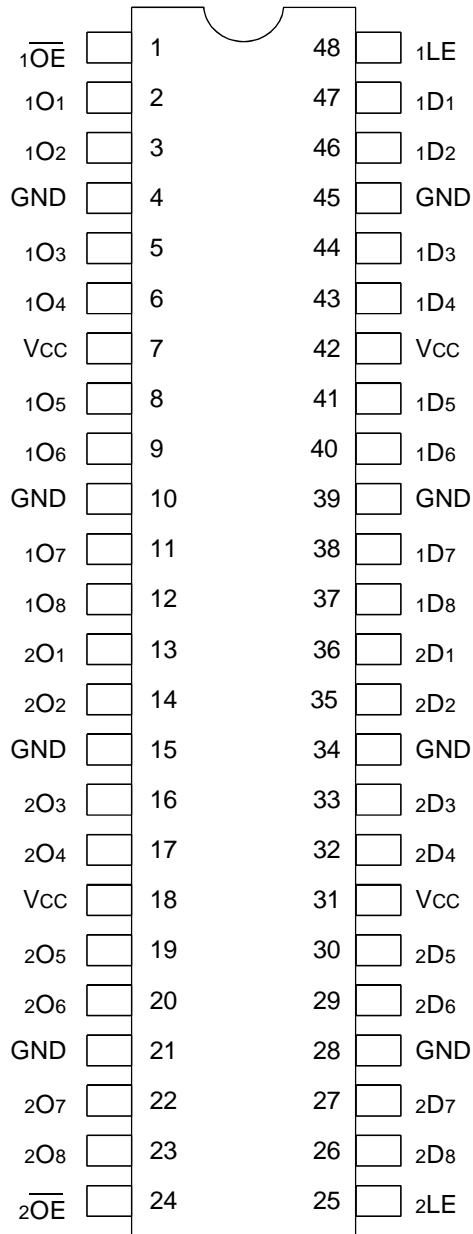 1OE 1 48 1LE
1O1 2 47 1D1
1O2 3 46 1D2
GND 4 45 GND
1O3 5 44 1D3
1O4 6 43 1D4
VCC 7 42 VCC
1O5 8 41 1D5
1O6 9 40 1D6
GND 10 39 GND
1O7 11 38 1D7
1O8 12 37 1D8
2O1 13 36 2D1
2O2 14 35 2D2
GND 15 34 GND
2O3 16 33 2D3
2O4 17 32 2D4
VCC 18 31 VCC
2O5 19 30 2D5
2O6 20 29 2D6
GND 21 28 GND
2O7 22 27 2D7
2O8 23 26 2D8
2OE 24 25 2LE